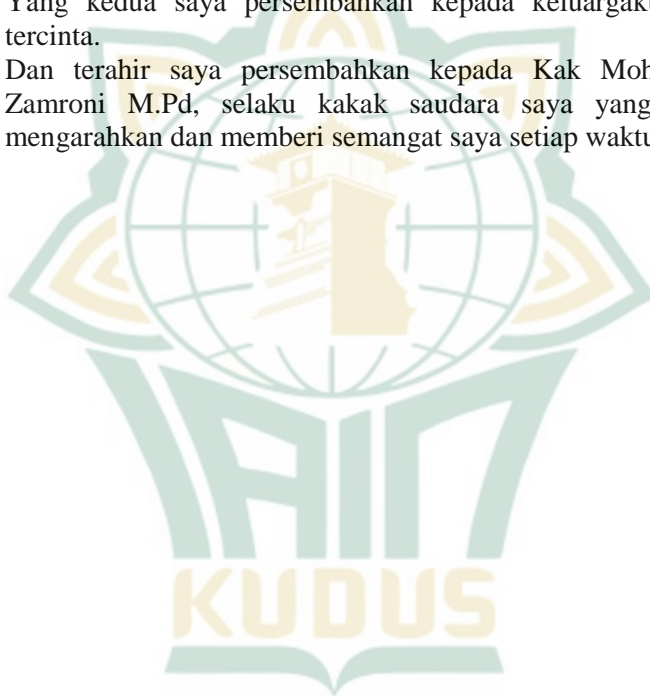 Yang kedua saya persembahkan kepada keluargaku
tercinta.
Dan terahir saya persembahkan kepada Kak Moh
Zamroni M.Pd, selaku kakak saudara saya yang
mengarahkan dan memberi semangat saya setiap waktu
IAIN
KUDUS